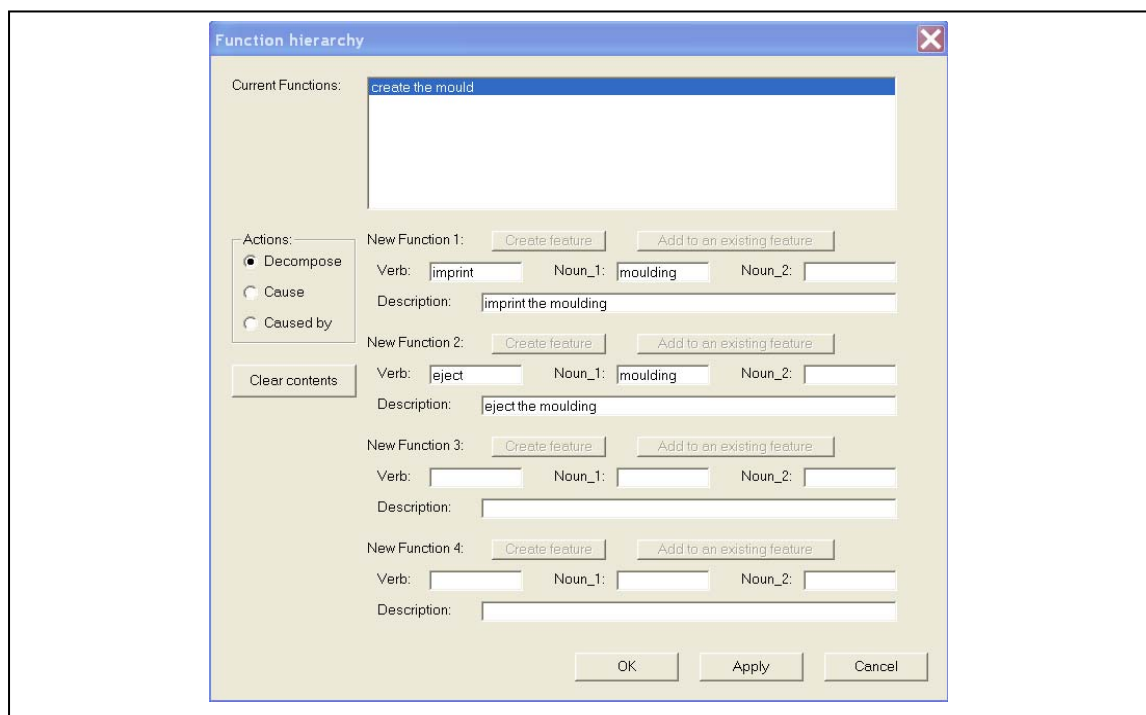 Function hierarchy
Current Functions:
create the mould
Actions:
Decompose
Cause
Caused by
Clear contents
New Function 1: Create feature Add to an existing feature
Verb: imprint Noun_1: moulding Noun_2:
Description: imprint the moulding
New Function 2: Create feature Add to an existing feature
Verb: eject Noun_1: moulding Noun_2:
Description: eject the moulding
New Function 3: Create feature Add to an existing feature
Verb: Noun_1: Noun_2:
Description:
New Function 4: Create feature Add to an existing feature
Verb: Noun_1: Noun_2:
Description:
OK Apply Cancel